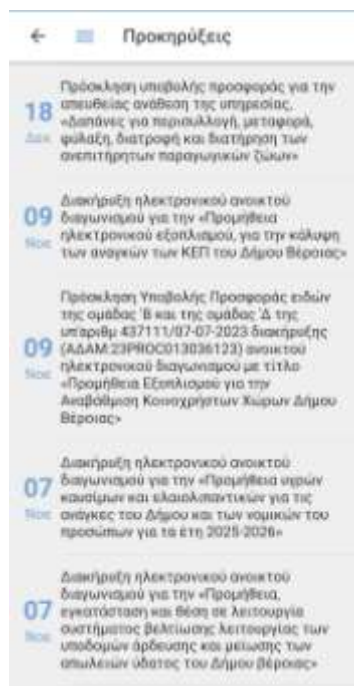 Προκηρύξεις
Πρόσκληση υποβολής προσφοράς για την
18 απευθείας ανάθεση της υπηρεσίας,
«Δαπάνες για περισυλλογή, μεταφορά,
Δεκ φύλαξη, διατροφή και διατήρηση των
ανεπιτήρητων παραγωγικών ζώων»
Διακήρυξη ηλεκτρονικού ανοικτού
09 διαγωνισμού για την «Προμήθεια
Νοε ηλεκτρονικού εξοπλισμού, για την κάλυψη
των αναγκών των ΚΕΠ του Δήμου Βέροιας»
Πρόσκληση Υποβολής Προσφοράς ειδών
της ομάδας 'Β και της ομάδας 'Δ της
υπ'αριθμ 437111/07-07-2023 διακήρυξης
09 (ΑΔΑΜ:23PROC013036123) ανοικτού
Νοε ηλεκτρονικού διαγωνισμού με τίτλο
«Προμήθεια Εξοπλισμού για την
Αναβάθμιση Κοινοχρήστων Χώρων Δήμου
Βέροιας»
Διακήρυξη ηλεκτρονικού ανοικτού
07 διαγωνισμού για την «Προμήθεια υγρών
καυσίμων και ελαιολιπαντικών για τις
Νοε ανάγκες του Δήμου και των νομικών του
προσώπων για τα έτη 2025-2026»
Διακήρυξη ηλεκτρονικού ανοικτού
διαγωνισμού για την «Προμήθεια,
07 εγκατάσταση και θέση σε λειτουργία
συστήματος βελτίωσης λειτουργίας των
Νοε υποδομών άρδευσης και μείωσης των
απωλειών ύδατος του Δήμου Βέροιας»